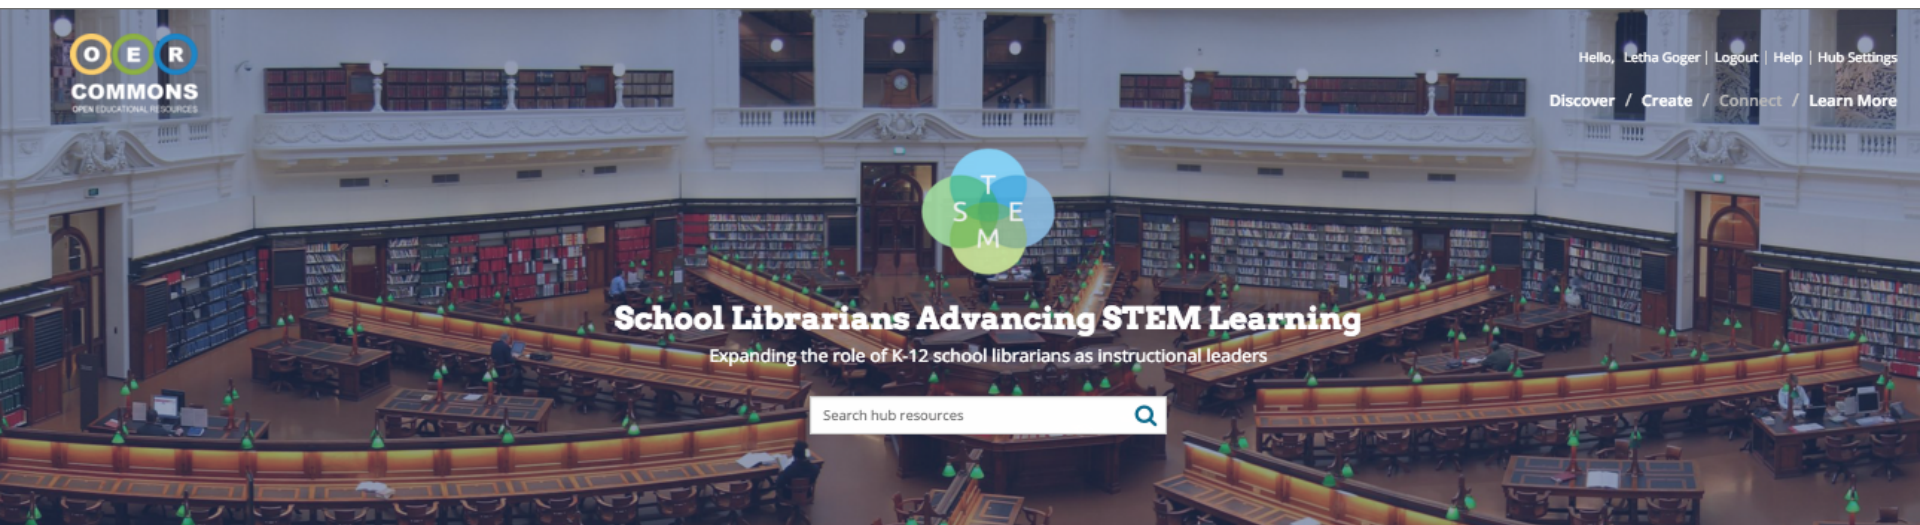 OER
COMMONS
OPEN EDUCATIONAL RESOURCES
Hello, Letha Goger | Logout | Help | Hub Settings
Discover / Create / Connect / Learn More
T
S E
M
School Librarians Advancing STEM Learning
Expanding the role of K-12 school librarians as instructional leaders
Search hub resources